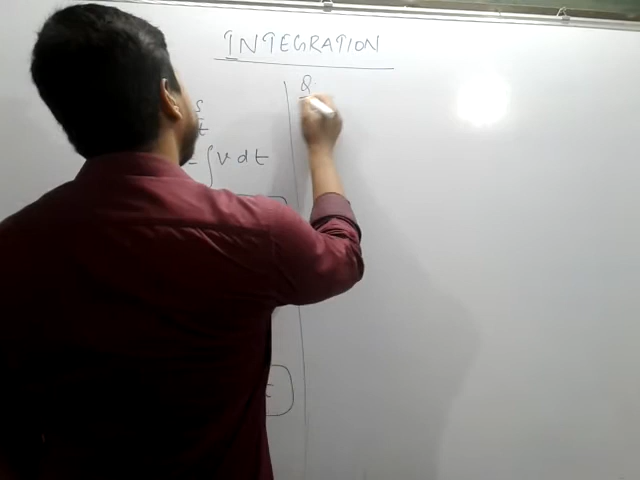 INTEGRATION
s
t
∫ v dt
Q
t